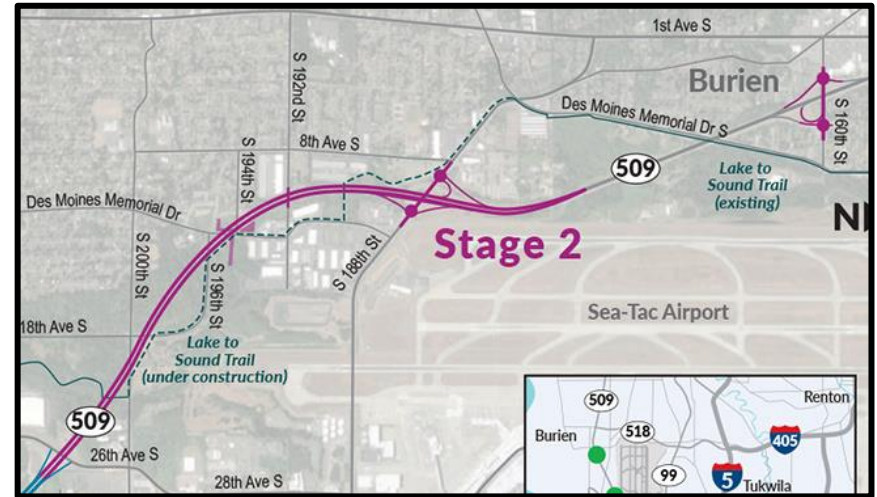 1st Ave S
Burien
S 192nd St
Des Moines Memorial Dr S
S 160th St
8th Ave S
S 194th St
509
Lake to
Sound Trail
(existing)
Des Moines Memorial Dr
Stage 2
S 188th St
S 200th St
S 196th St
Sea-Tac Airport
18th Ave S
Lake to
Sound Trail
(under construction)
509
26th Ave S
28th Ave S
509
Renton
Burien
518
405
99
5
Tukwila